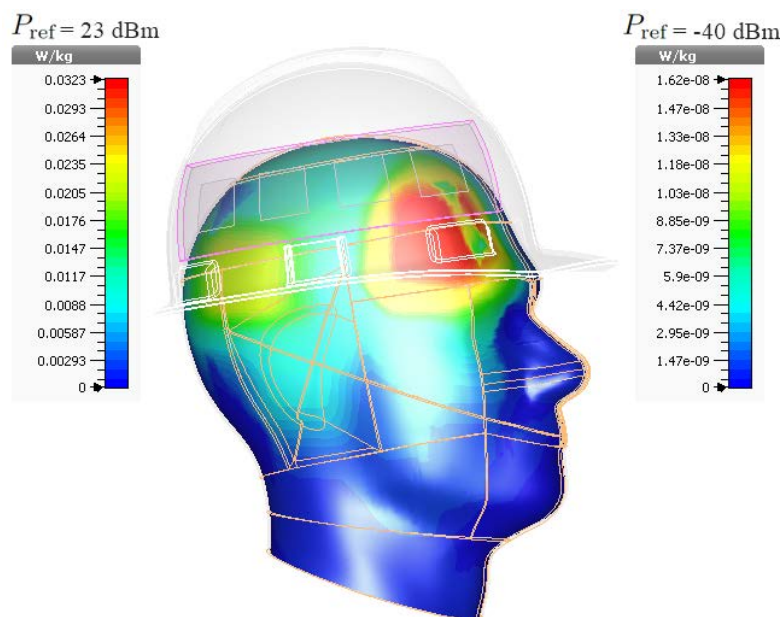 P_ref = 23 dBm
W/kg
0.0323
0.0293
0.0264
0.0235
0.0205
0.0176
0.0147
0.0117
0.0088
0.00587
0.00293
0
P_ref = -40 dBm
W/kg
1.62e-08
1.47e-08
1.33e-08
1.18e-08
1.03e-08
8.85e-09
7.37e-09
5.9e-09
4.42e-09
2.95e-09
1.47e-09
0